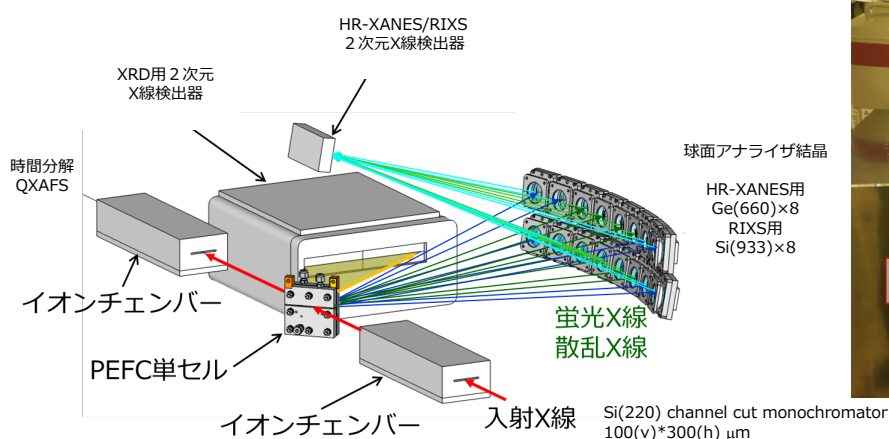 HR-XANES/RIXS
２次元X線検出器
XRD用２次元
X線検出器
時間分解
QXAFS
球面アナライザ結晶
HR-XANES用
Ge(660)×8
RIXS用
Si(933)×8
イオンチェンバー
蛍光X線
散乱X線
PEFC単セル
イオンチェンバー
入射X線
Si(220) channel cut monochromator
100(v)*300(h) μm